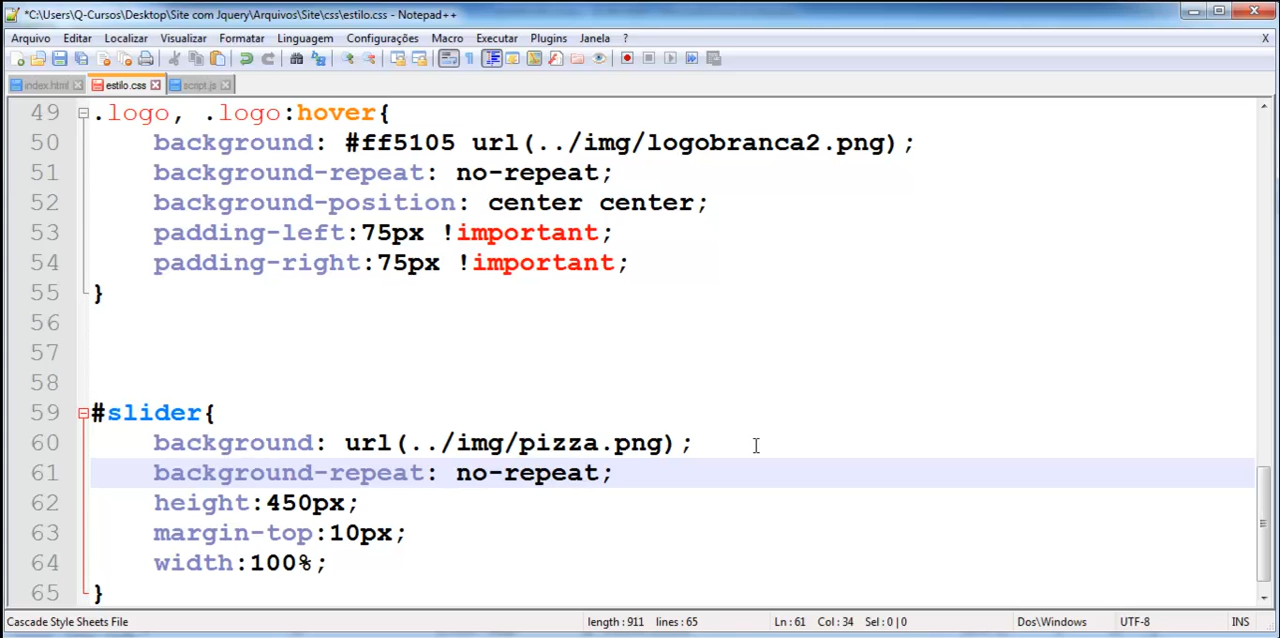 *C:\Users\Q-Cursos\Desktop\Site com Jquery\Arquivos\Site\css\estilo.css - Notepad++
Arquivo Editar Localizar Visualizar Formatar Linguagem Configurações Macro Executar Plugins Janela ? X
index.html estilo.css script.js
49 .logo, .logo:hover{
50 background: #ff5105 url(../img/logobranca2.png);
51 background-repeat: no-repeat;
52 background-position: center center;
53 padding-left:75px !important;
54 padding-right:75px !important;
55 }
56
57
58
59 #slider{
60 background: url(../img/pizza.png);
61 background-repeat: no-repeat;
62 height:450px;
63 margin-top:10px;
64 width:100%;
65 }
Cascade Style Sheets File length : 911 lines : 65 Ln : 61 Col : 34 Sel : 0 | 0 Dos\Windows UTF-8 INS